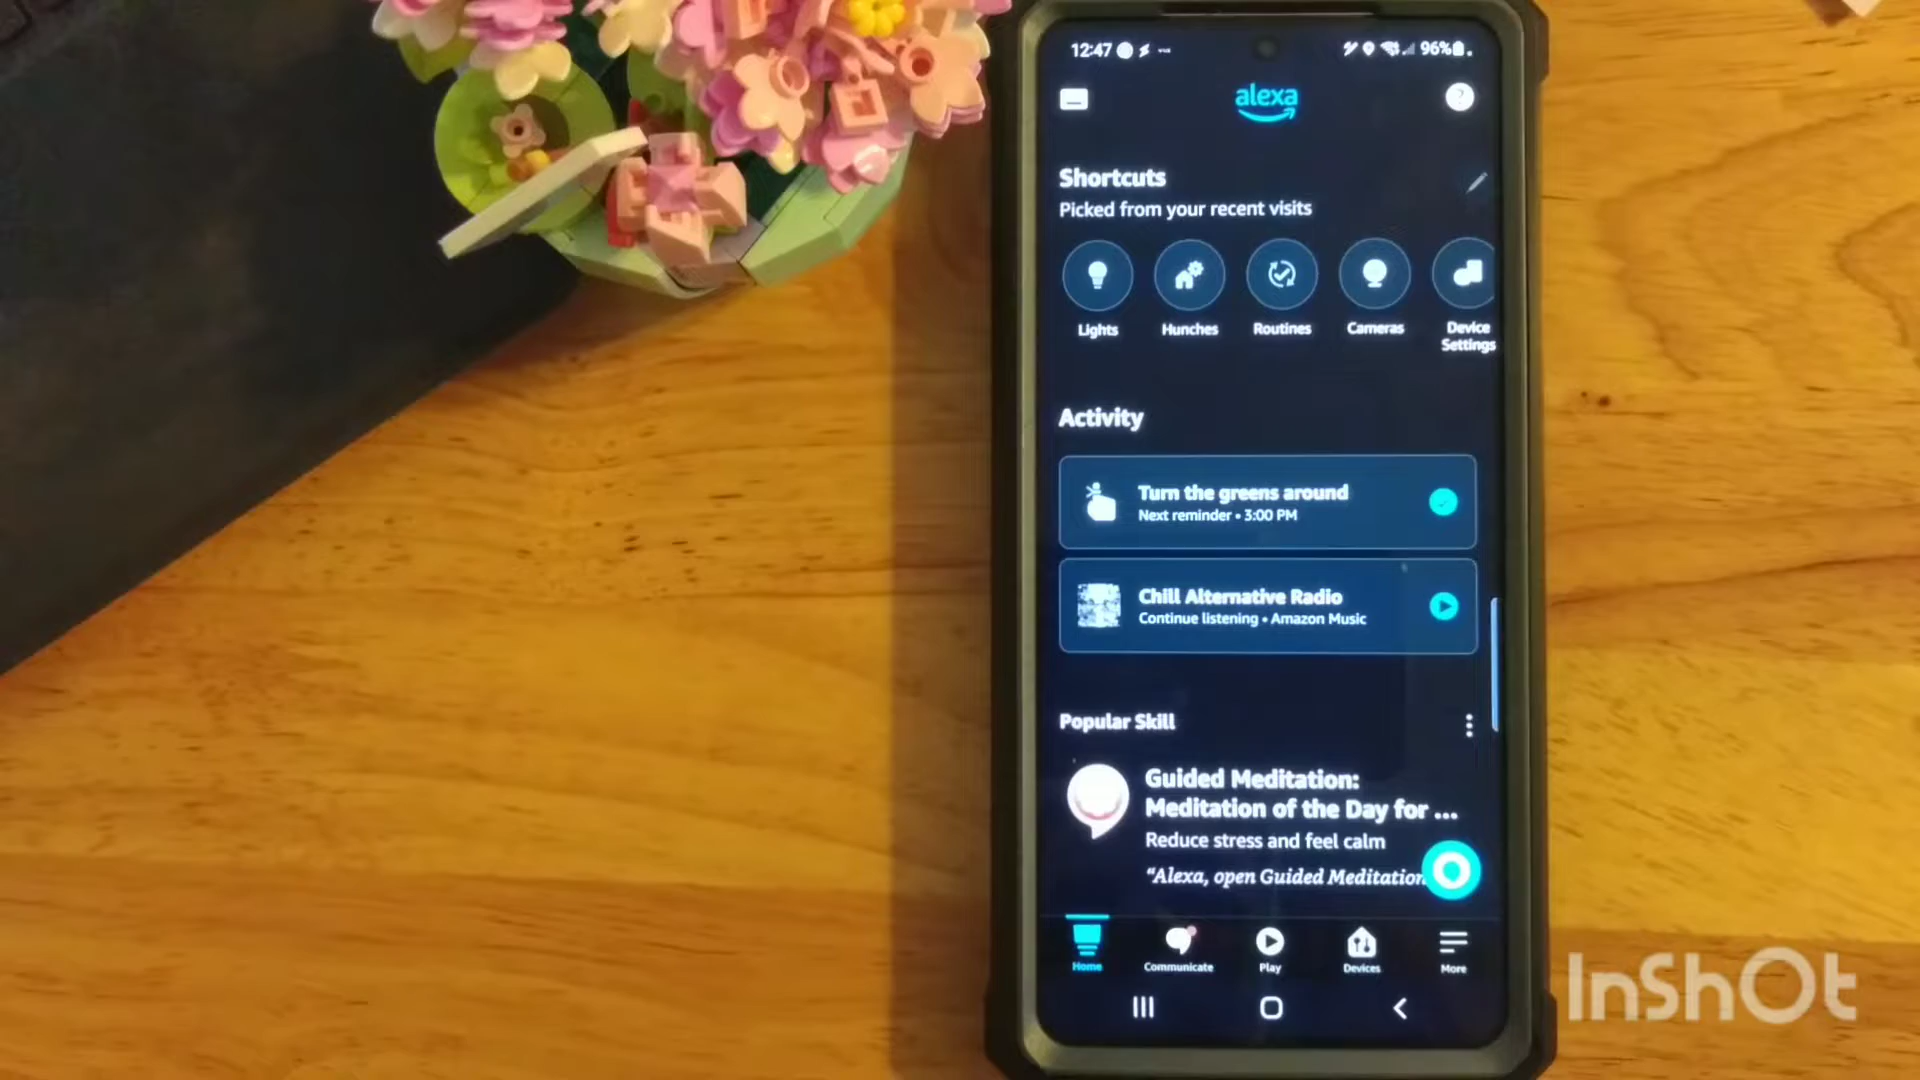 12:47
96%
alexa
Shortcuts
Picked from your recent visits
Lights
Hunches
Routines
Cameras
Device
Settings
Activity
Turn the greens around
Next reminder • 3:00 PM
Chill Alternative Radio
Continue listening • Amazon Music
Popular Skill
Guided Meditation:
Meditation of the Day for ...
Reduce stress and feel calm
“Alexa, open Guided Meditation
Home
Communicate
Play
Devices
More
InShOt